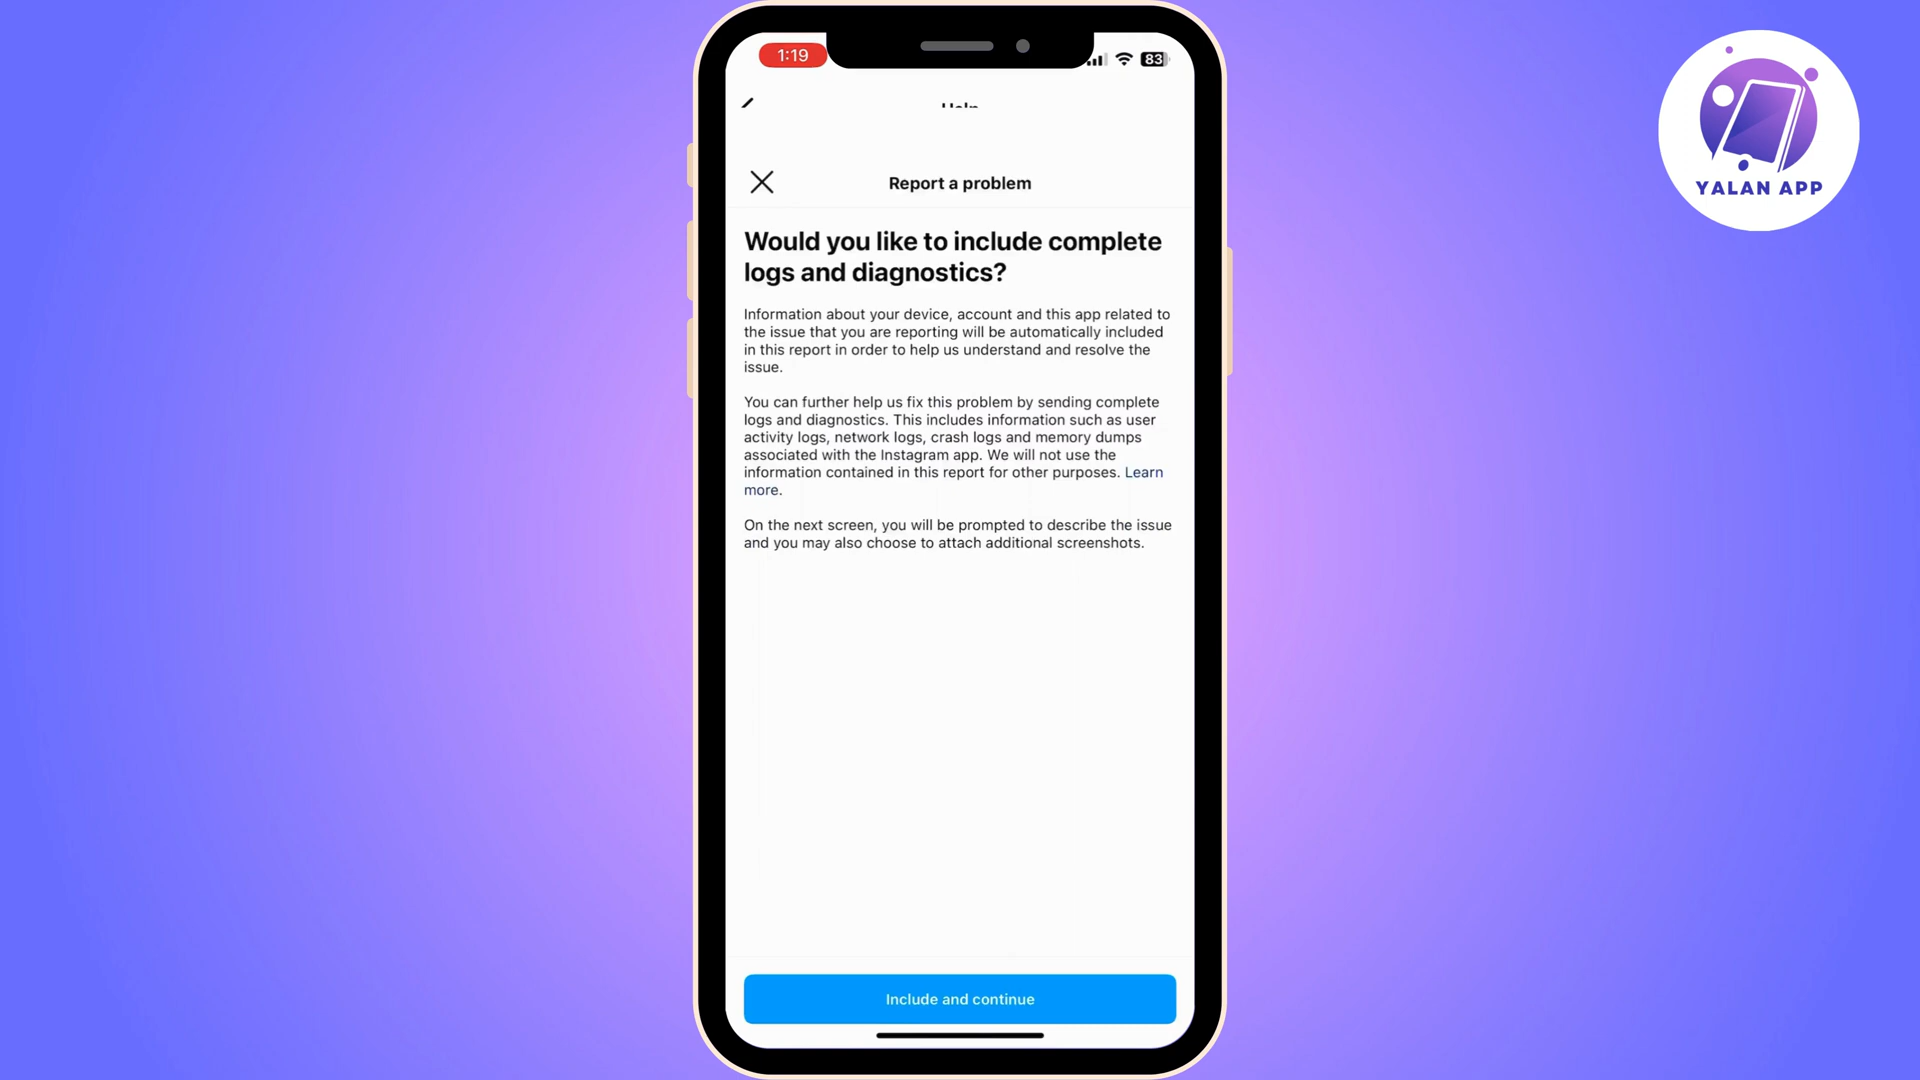 1:19
83
Help
Report a problem
Would you like to include complete
logs and diagnostics?
Information about your device, account and this app related to
the issue that you are reporting will be automatically included
in this report in order to help us understand and resolve the
issue.
You can further help us fix this problem by sending complete
logs and diagnostics. This includes information such as user
activity logs, network logs, crash logs and memory dumps
associated with the Instagram app. We will not use the
information contained in this report for other purposes. Learn
more.
On the next screen, you will be prompted to describe the issue
and you may also choose to attach additional screenshots.
Include and continue
YALAN APP